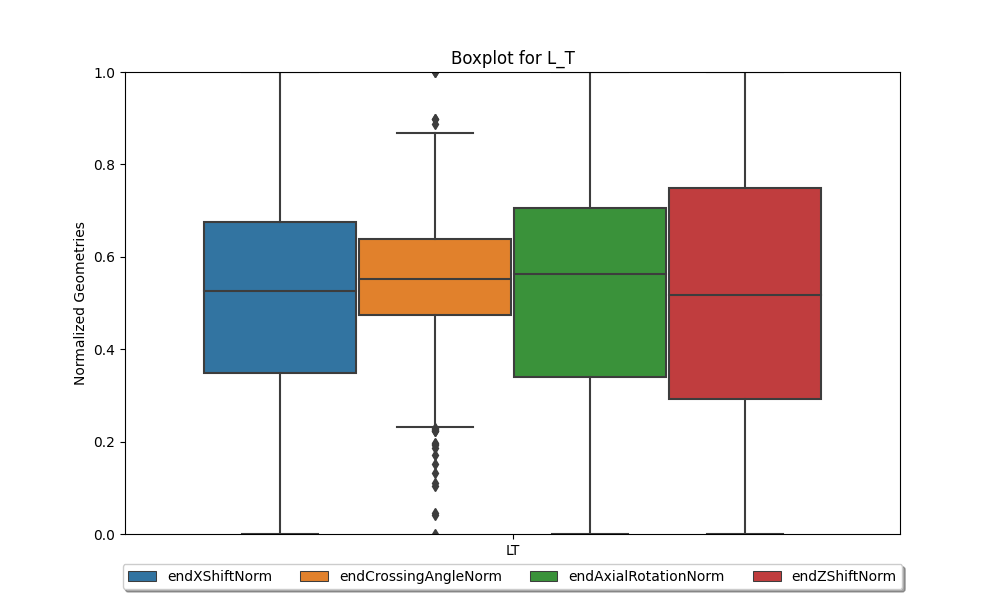 Boxplot for L_T
Normalized Geometries
1.0
0.8
0.6
0.4
0.2
0.0
LT
endXShiftNorm endCrossingAngleNorm endAxialRotationNorm endZShiftNorm